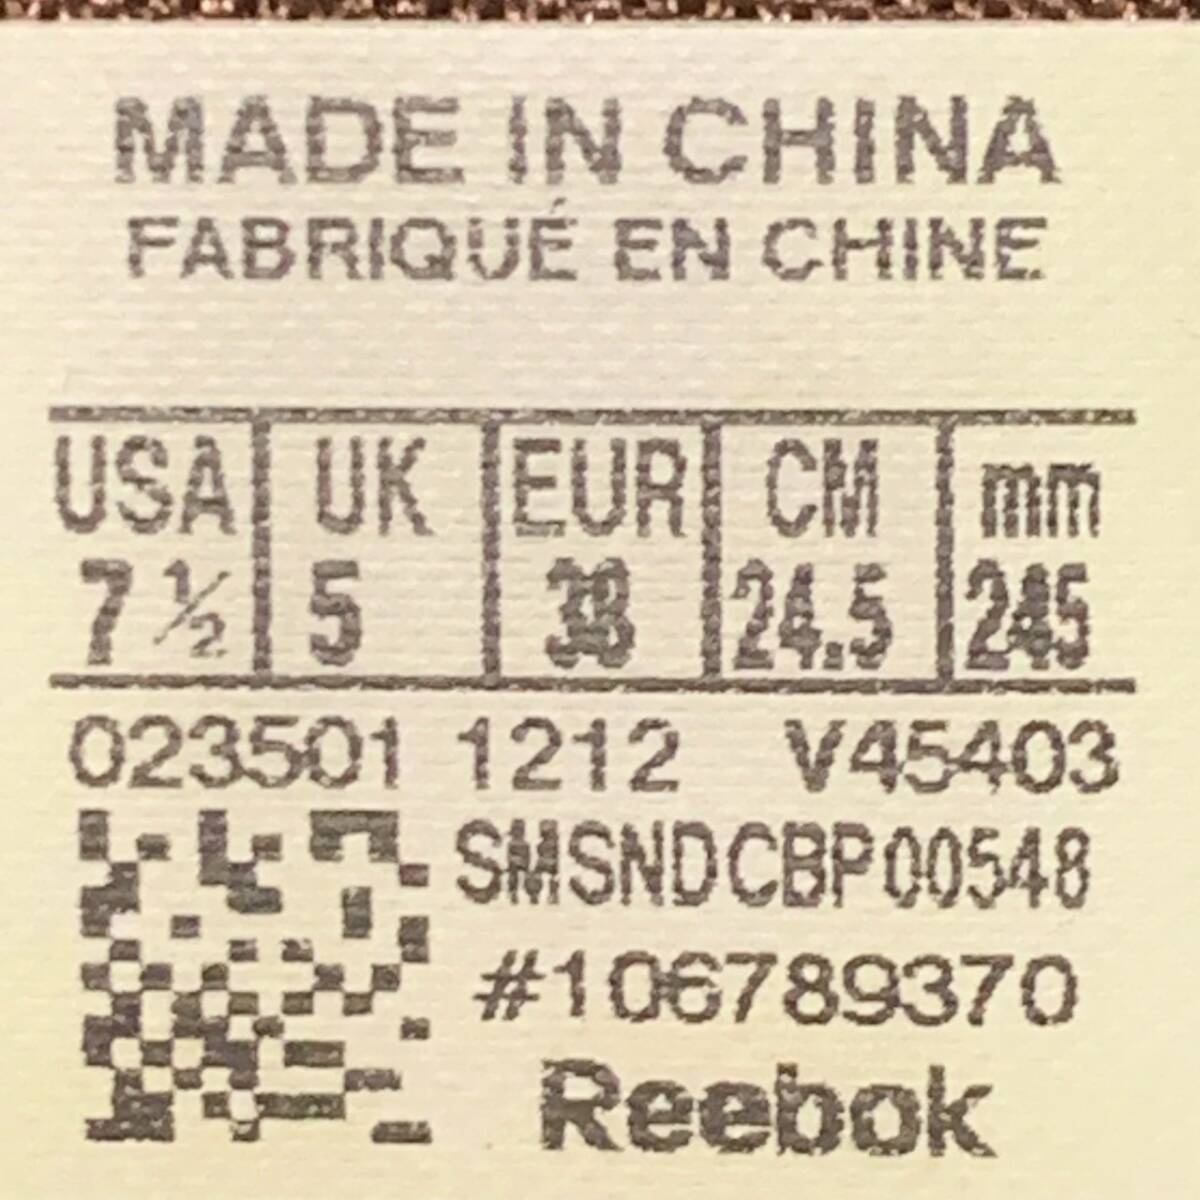 MADE IN CHINA
FABRIQUÉ EN CHINE
USA UK EUR CM mm
7 ½ 5 38 24.5 245
023501 1212 V45403
SMSNDCBP00548
#106789370
Reebok